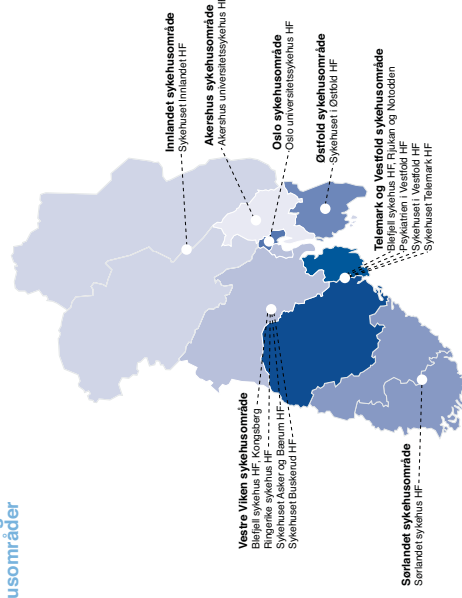 usområder
Innlandet sykehusområde
Sykehuset Innlandet HF
Akershus sykehusområde
Akershus universitetssykehus HF
Oslo sykehusområde
Oslo universitetssykehus HF
Østfold sykehusområde
Sykehuset i Østfold HF
Telemark og Vestfold sykehusområde
Blefjell sykehus HF, Rjukan og Notodden
Psykiatrien i Vestfold HF
Sykehuset i Vestfold HF
Sykehuset Telemark HF
Vestre Viken sykehusområde
Blefjell sykehus HF, Kongsberg
Ringerike sykehus HF
Sykehuset Asker og Bærum HF
Sykehuset Buskerud HF
Sørlandet sykehusområde
Sørlandet sykehus HF